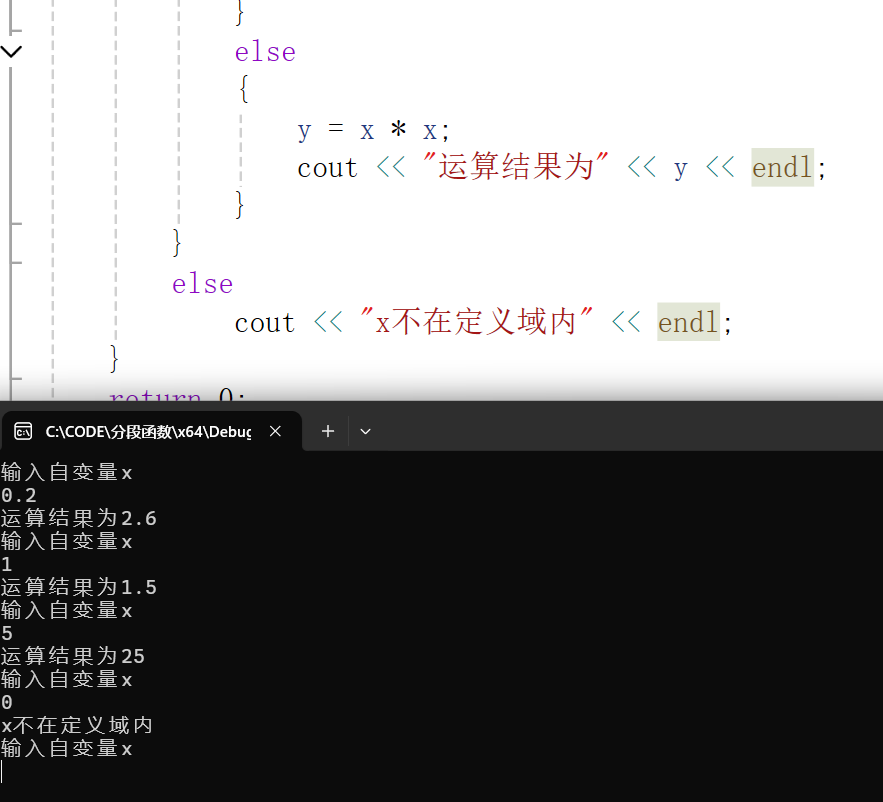 }
else
{
y = x * x;
cout << "运算结果为" << y << endl;
}
}
else
cout << "x不在定义域内" << endl;
}
return 0;
C:\CODE\分段函数\x64\Debug
输入自变量x
0.2
运算结果为2.6
输入自变量x
1
运算结果为1.5
输入自变量x
5
运算结果为25
输入自变量x
0
x不在定义域内
输入自变量x